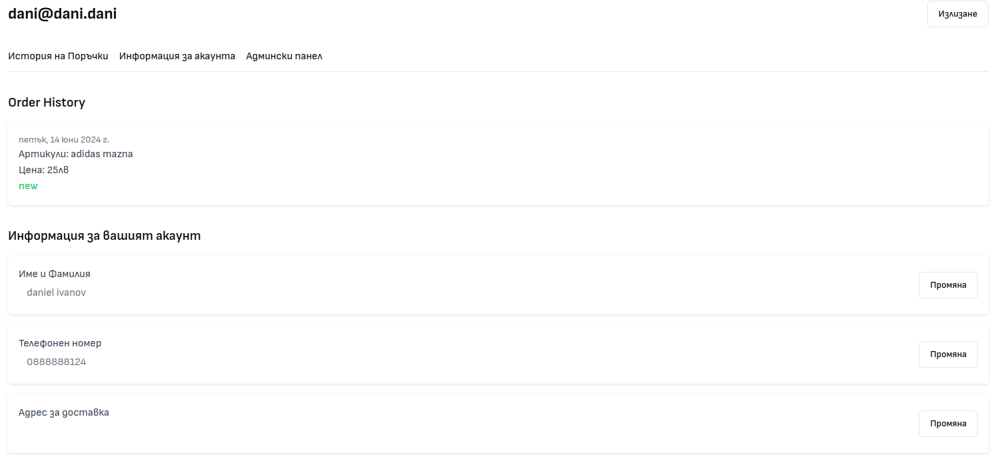 dani@dani.dani
Излизане
История на Поръчки Информация за акаунта Админски панел
Order History
петък, 14 юни 2024 г.
Артикули: adidas mazna
Цена: 25лв
new
Информация за вашият акаунт
Име и Фамилия
daniel ivanov
Промяна
Телефонен номер
0888888124
Промяна
Адрес за доставка
Промяна